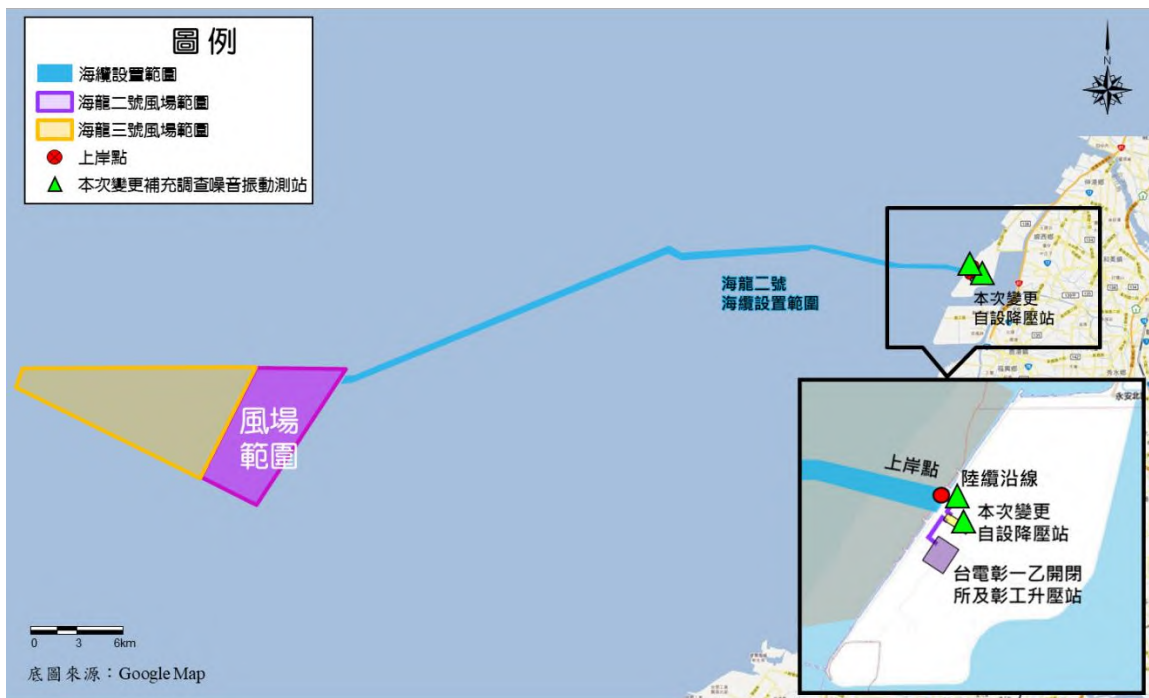 圖例
海纜設置範圍
海龍二號風場範圍
海龍三號風場範圍
上岸點
本次變更補充調查噪音振動測站
N
海龍二號
海纜設置範圍
本次變更
自設降壓站
風場
範圍
永安北
上岸點
陸纜沿線
本次變更
自設降壓站
台電彰一乙開閉
所及彰工升壓站
0 3 6km
底圖來源：Google Map